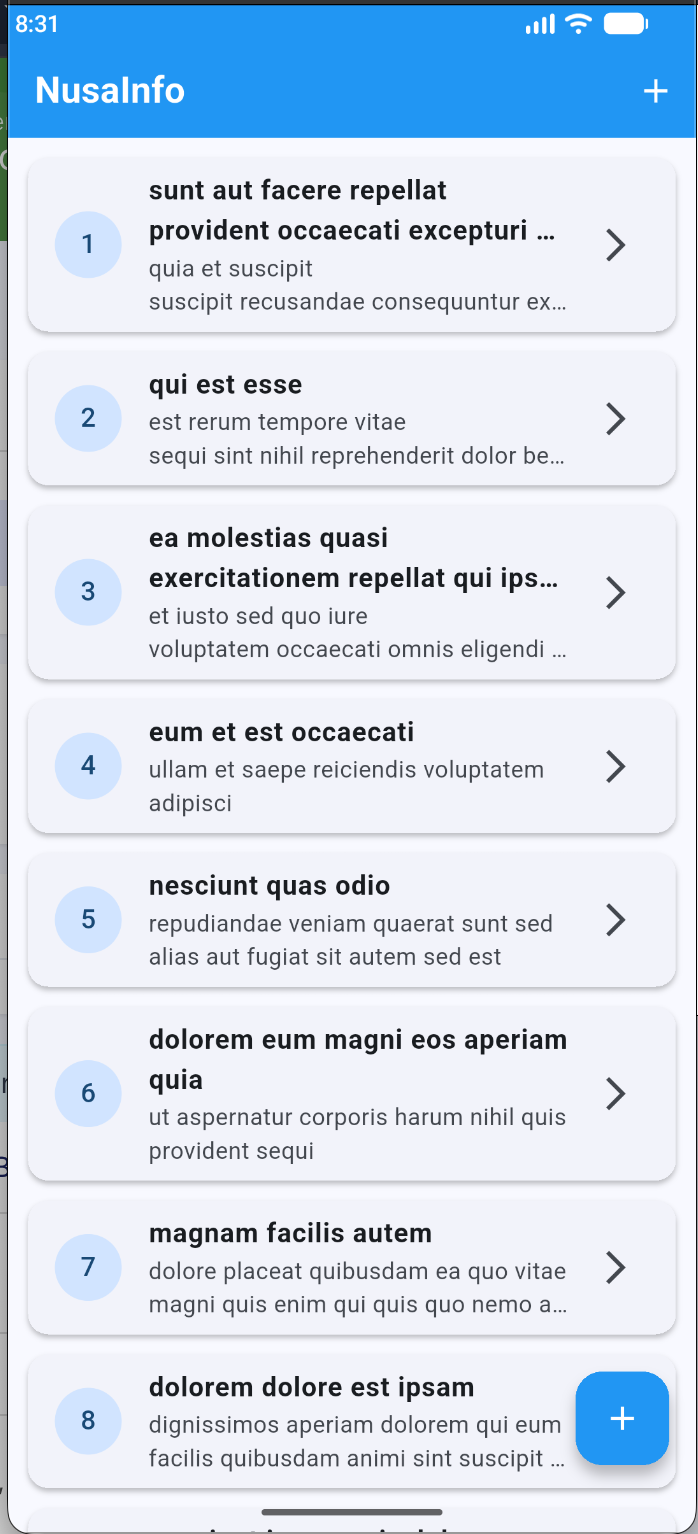 8:31
NusaInfo
+
1
sunt aut facere repellat
provident occaecati excepturi …
quia et suscipit
suscipit recusandae consequuntur ex…
2
qui est esse
est rerum tempore vitae
sequi sint nihil reprehenderit dolor be…
3
ea molestias quasi
exercitationem repellat qui ips…
et iusto sed quo iure
voluptatem occaecati omnis eligendi …
4
eum et est occaecati
ullam et saepe reiciendis voluptatem
adipisci
5
nesciunt quas odio
repudiandae veniam quaerat sunt sed
alias aut fugiat sit autem sed est
6
dolorem eum magni eos aperiam
quia
ut aspernatur corporis harum nihil quis
provident sequi
7
magnam facilis autem
dolore placeat quibusdam ea quo vitae
magni quis enim qui quis quo nemo a…
8
dolorem dolore est ipsam
dignissimos aperiam dolorem qui eum
facilis quibusdam animi sint suscipit …
+